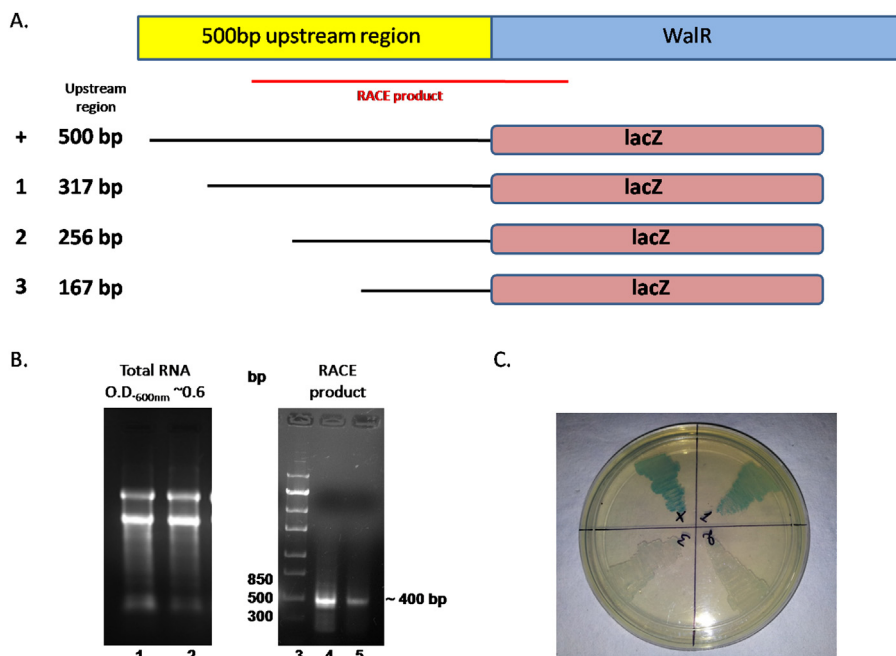 A.
500bp upstream region
WalR
RACE product
Upstream
region
+ 500 bp lacZ
1 317 bp lacZ
2 256 bp lacZ
3 167 bp lacZ
B.
Total RNA
O.D.600nm ~0.6
bp
RACE
product
850
500
300
~ 400 bp
1 2
3 4 5
C.